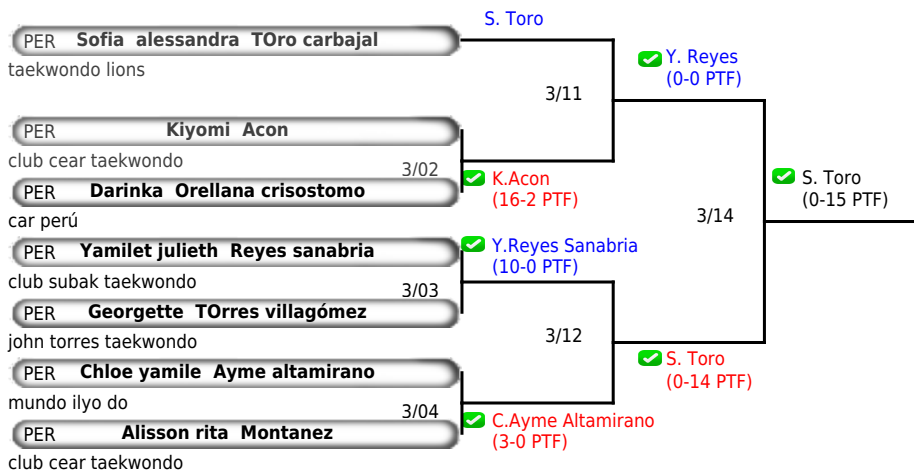 S. Toro
PER Sofia alessandra TOro carbajal
taekwondo lions
Y. Reyes
(0-0 PTF)
3/11
PER Kiyomi Acon
club cear taekwondo
3/02
K.Acon
(16-2 PTF)
PER Darinka Orellana crisostomo
car perú
S. Toro
(0-15 PTF)
3/14
PER Yamilet julieth Reyes sanabria
club subak taekwondo
Y.Reyes Sanabria
(10-0 PTF)
3/03
PER Georgette TOrres villagómez
john torres taekwondo
3/12
S. Toro
(0-14 PTF)
PER Chloe yamile Ayme altamirano
mundo ilyo do
3/04
C.Ayme Altamirano
(3-0 PTF)
PER Alisson rita Montanez
club cear taekwondo